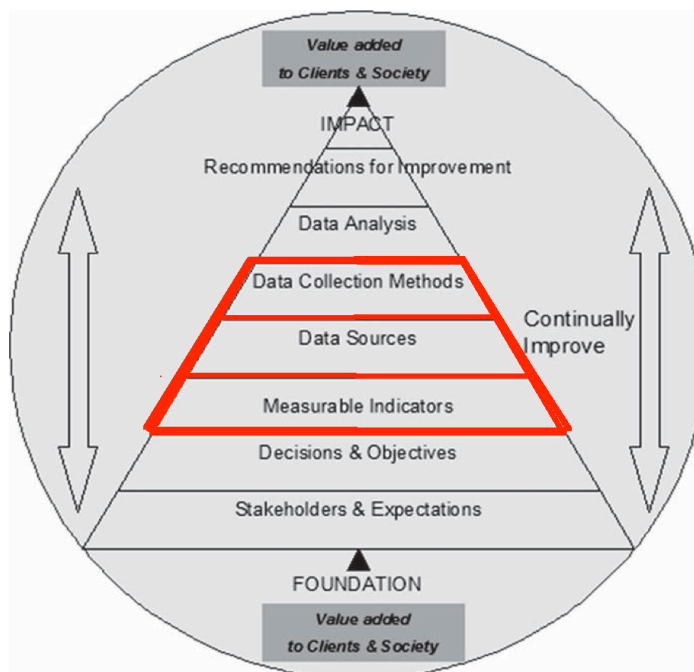 Value added
to Clients & Society
IMPACT
Recommendations for Improvement
Data Analysis
Data Collection Methods
Continually
Improve
Data Sources
Measurable Indicators
Decisions & Objectives
Stakeholders & Expectations
FOUNDATION
Value added
to Clients & Society